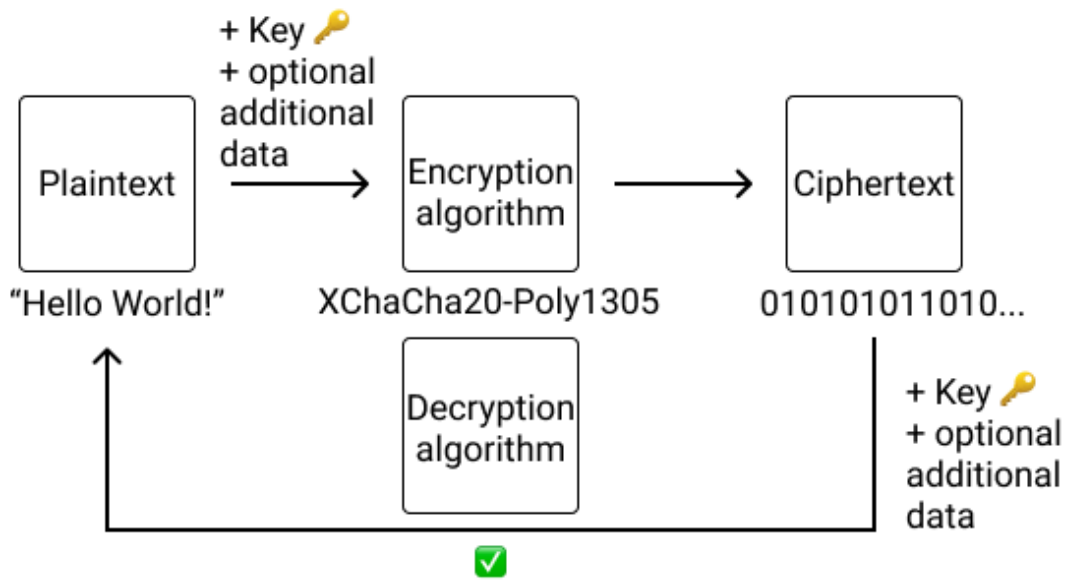 + Key 🔑
+ optional
additional
data
Plaintext
Encryption
algorithm
Ciphertext
“Hello World!”
XChaCha20-Poly1305
010101011010...
Decryption
algorithm
+ Key 🔑
+ optional
additional
data